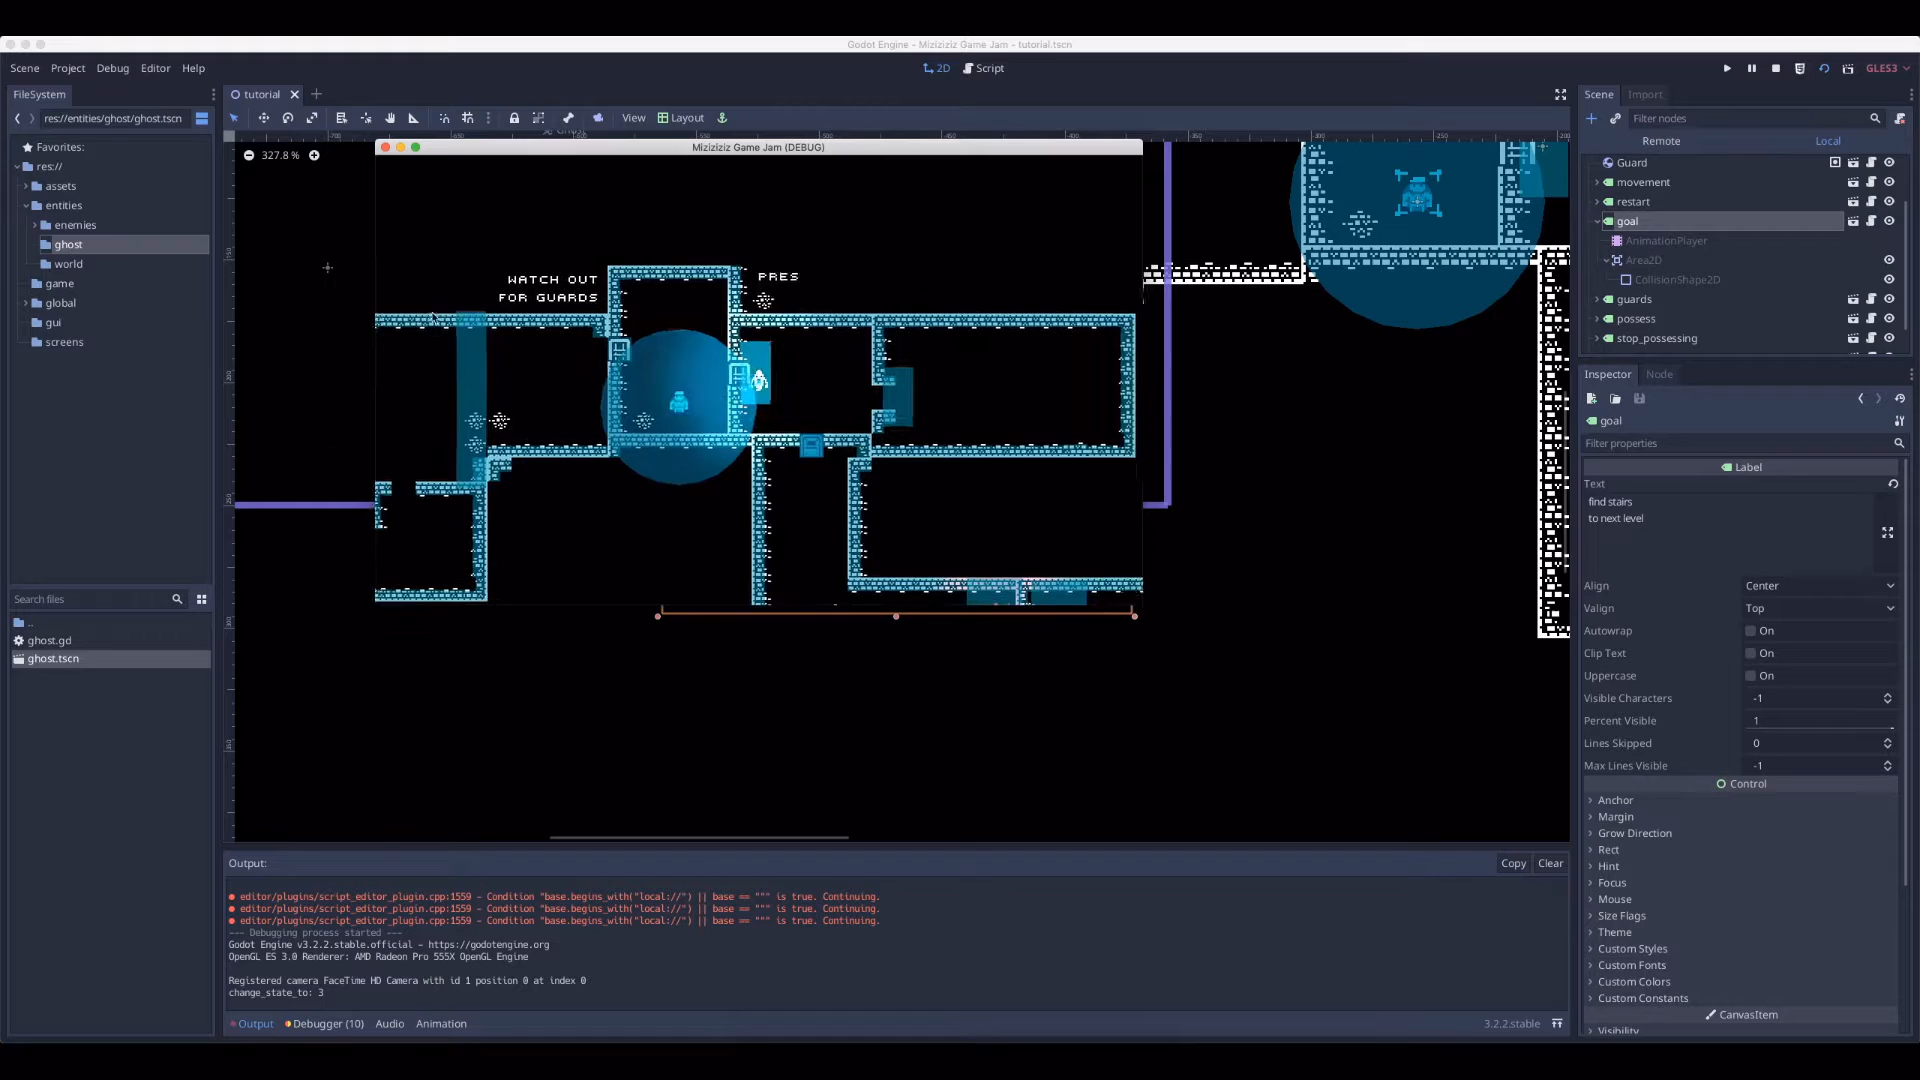 Godot Engine - Miziziziz Game Jam - tutorial.tscn
Scene Project Debug Editor Help
2D Script
GLES3
FileSystem
tutorial
Scene Import
res://entities/ghost/ghost.tscn
View Layout
Filter nodes
Remote Local
Favorites:
res://
assets
entities
enemies
ghost
world
game
global
gui
screens
Search files
..
ghost.gd
ghost.tscn
327.8 %
Miziziziz Game Jam (DEBUG)
WATCH OUT
FOR GUARDS
PRES
Guard
movement
restart
goal
AnimationPlayer
Area2D
CollisionShape2D
guards
possess
stop_possessing
Inspector Node
goal
Filter properties
Label
Text
find stairs
to next level
Align Center
Valign Top
Autowrap On
Clip Text On
Uppercase On
Visible Characters -1
Percent Visible 1
Lines Skipped 0
Max Lines Visible -1
Control
Anchor
Margin
Grow Direction
Rect
Hint
Focus
Mouse
Size Flags
Theme
Custom Styles
Custom Fonts
Custom Colors
Custom Constants
CanvasItem
Visibility
Output: Copy Clear
editor/plugins/script_editor_plugin.cpp:1559 - Condition "base.begins_with("local://") || base == """ is true. Continuing.
editor/plugins/script_editor_plugin.cpp:1559 - Condition "base.begins_with("local://") || base == """ is true. Continuing.
editor/plugins/script_editor_plugin.cpp:1559 - Condition "base.begins_with("local://") || base == """ is true. Continuing.
--- Debugging process started ---
Godot Engine v3.2.2.stable.official - https://godotengine.org
OpenGL ES 3.0 Renderer: AMD Radeon Pro 555X OpenGL Engine
Registered camera FaceTime HD Camera with id 1 position 0 at index 0
change_state_to: 3
Output Debugger (10) Audio Animation
3.2.2.stable